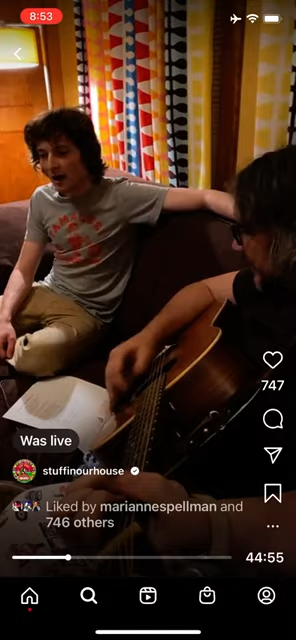 8:53
Was live
stuffinourhouse
Liked by mariannespellman and
746 others
747
44:55